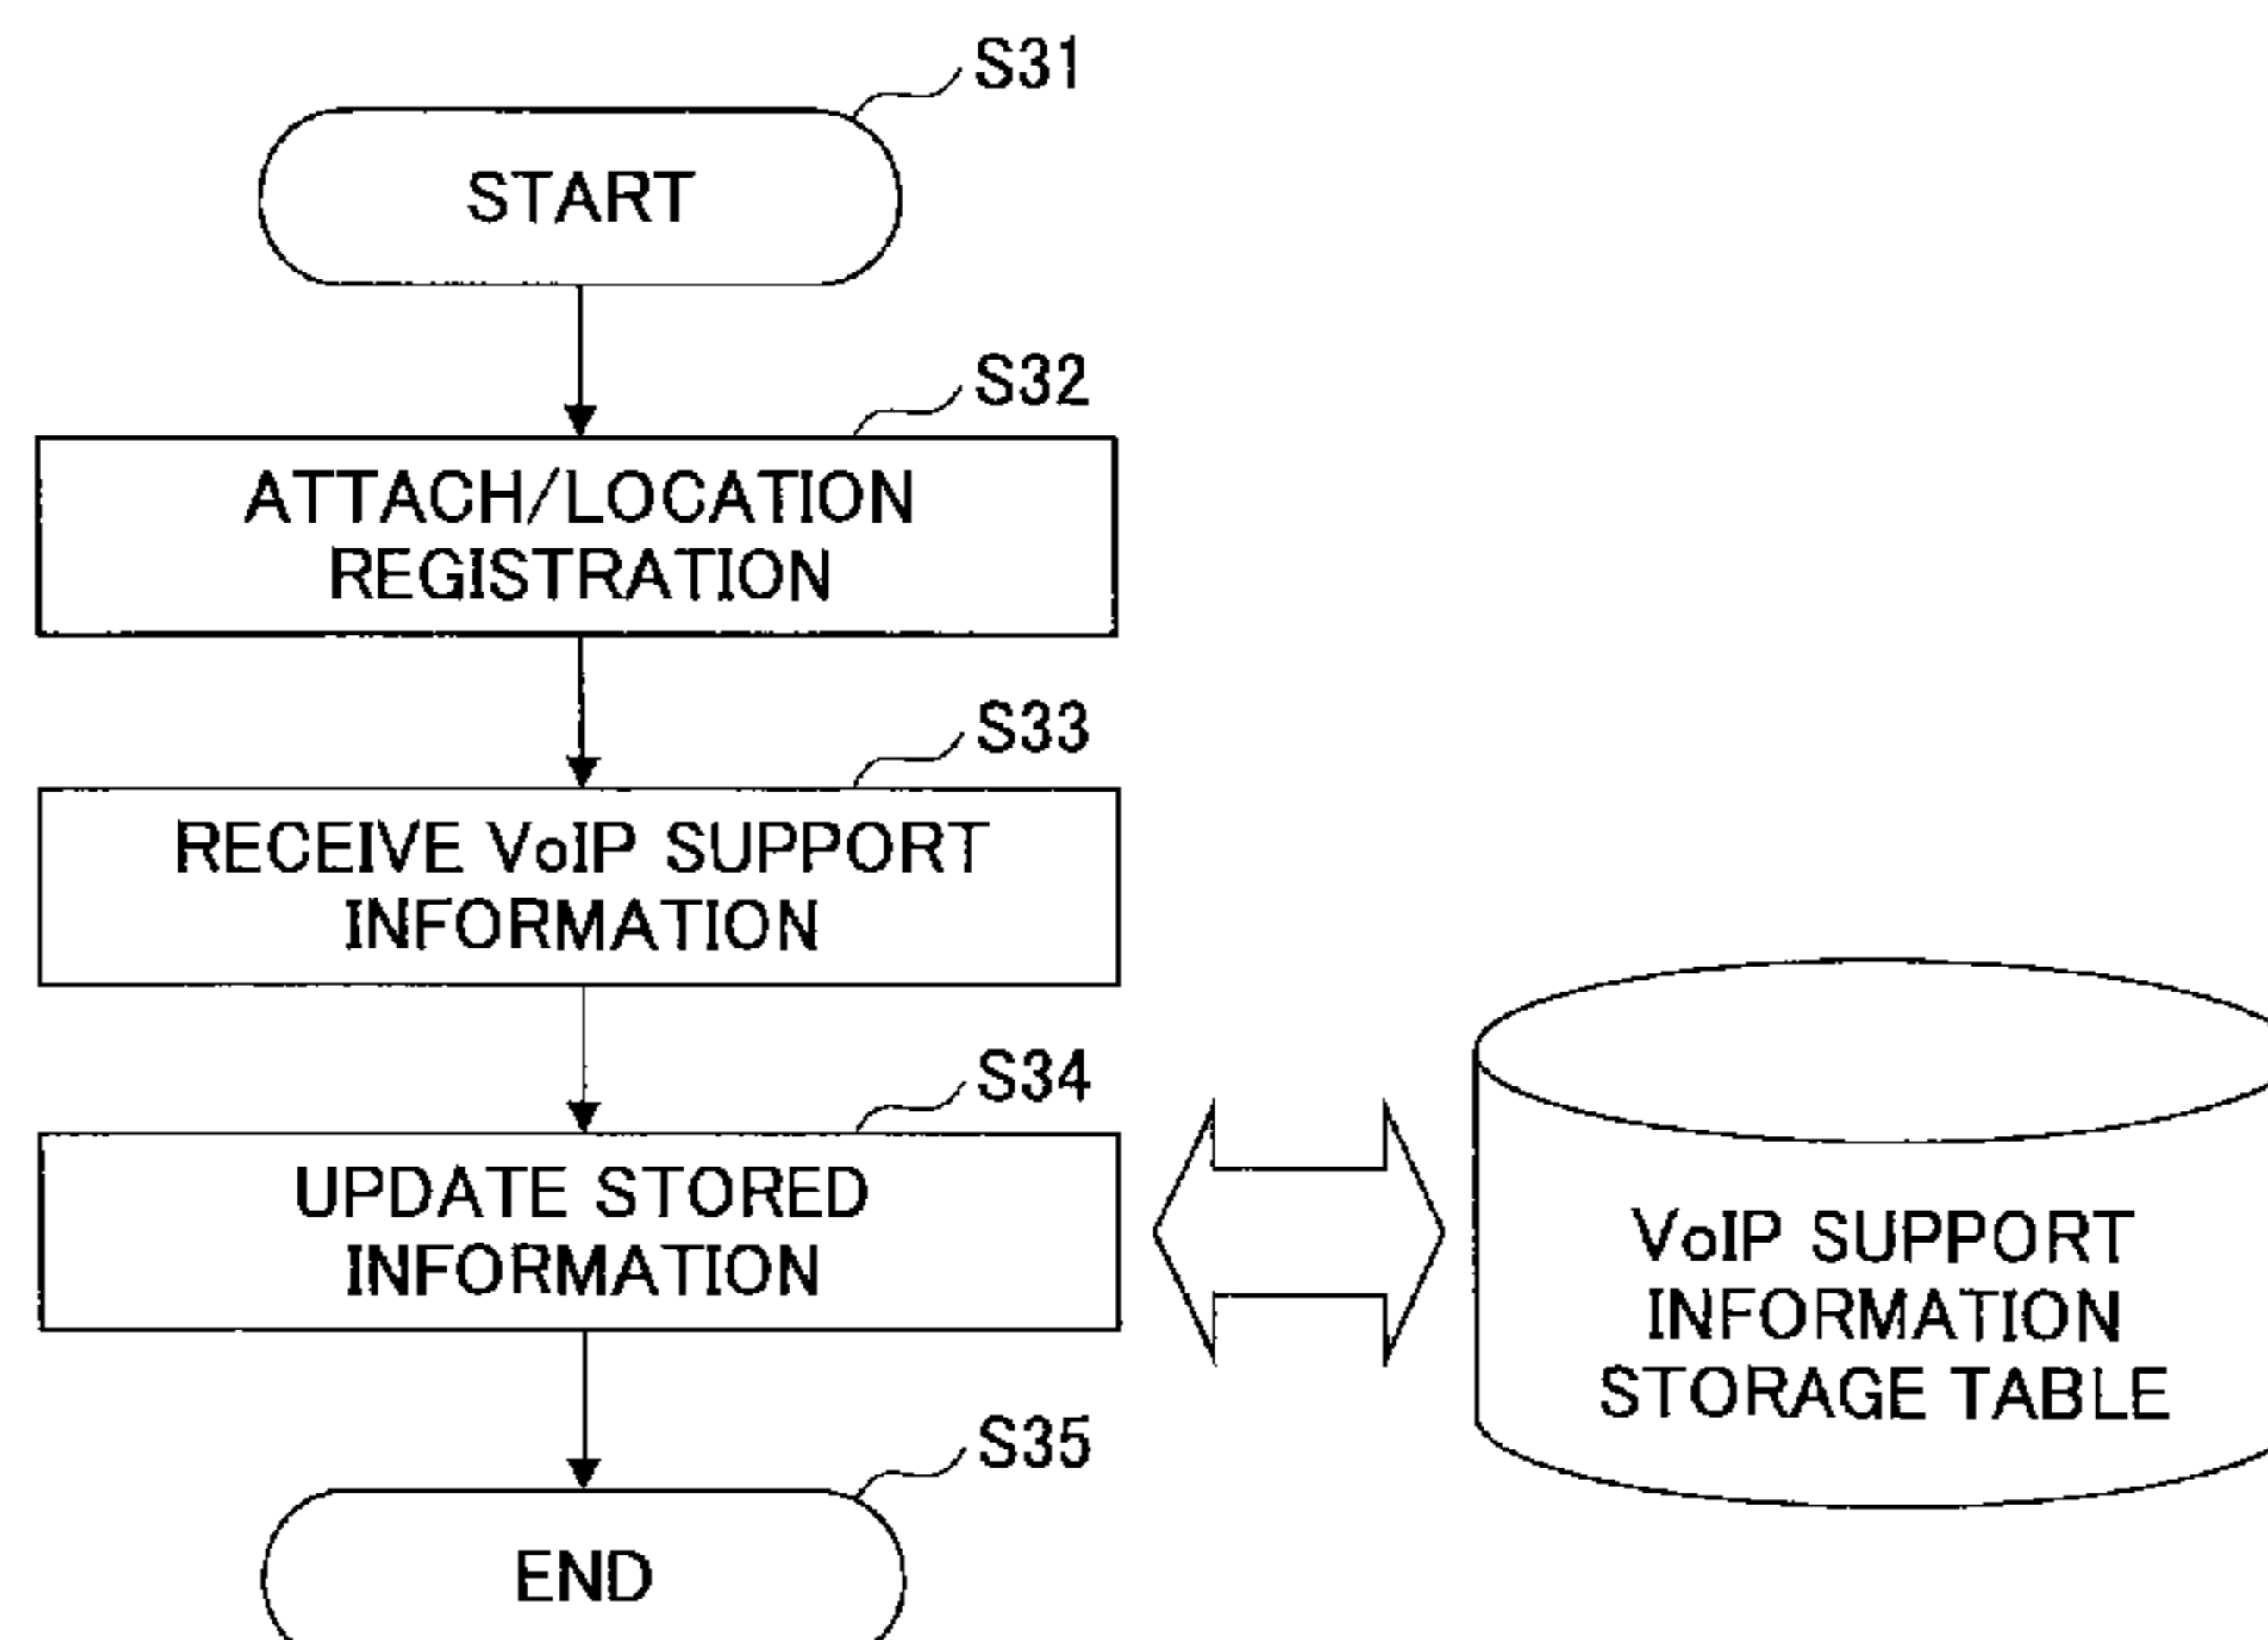 S31
START
S32
ATTACH/LOCATION
REGISTRATION
S33
RECEIVE VoIP SUPPORT
INFORMATION
S34
UPDATE STORED
INFORMATION
VoIP SUPPORT
INFORMATION
STORAGE TABLE
S35
END